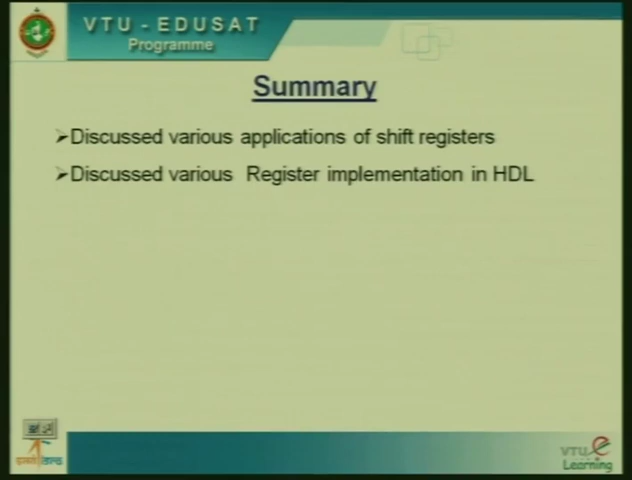 VTU - EDUSAT
Programme
Summary
➢Discussed various applications of shift registers
➢Discussed various Register implementation in HDL
VTU e
Learning